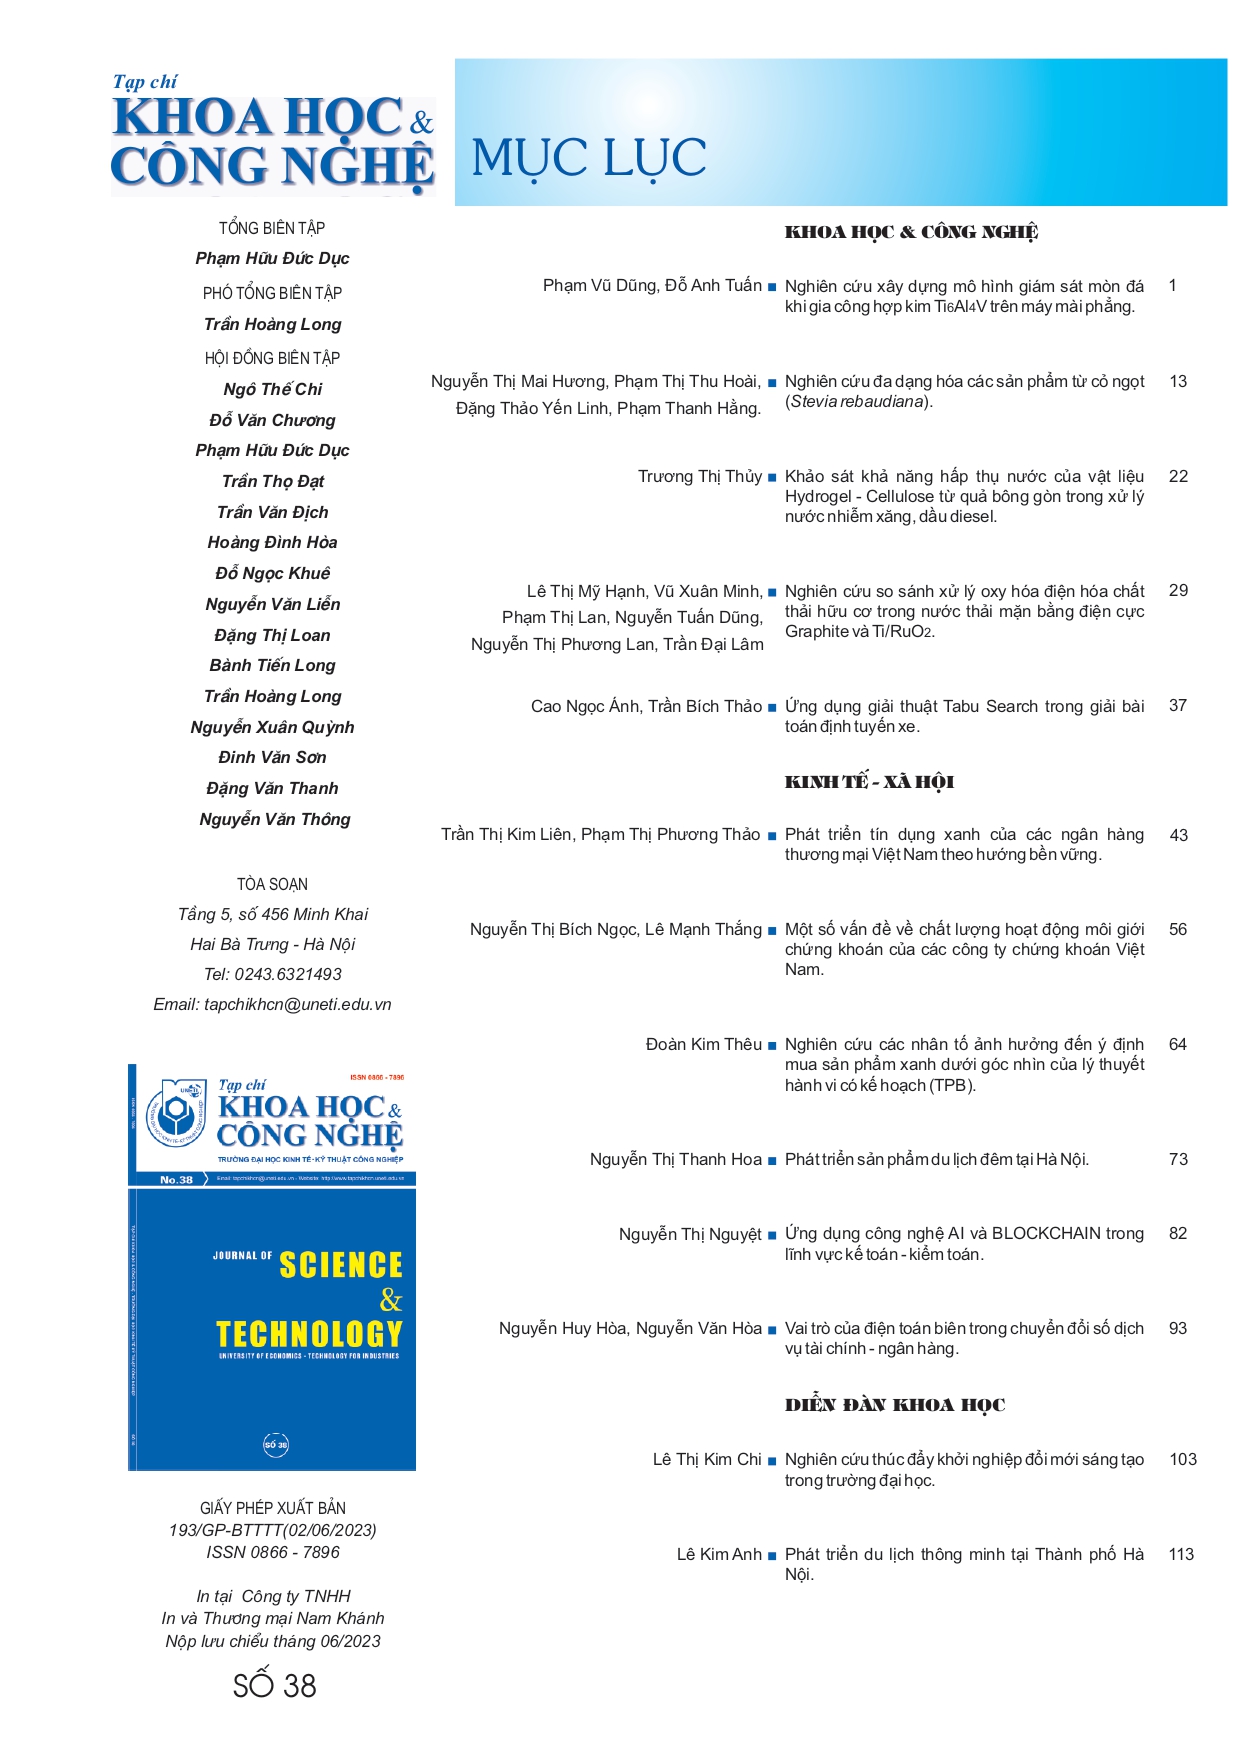 Tạp chí
KHOA HỌC &
CÔNG NGHỆ
MỤC LỤC
TỔNG BIÊN TẬP
Phạm Hữu Đức Dục
PHÓ TỔNG BIÊN TẬP
Trần Hoàng Long
HỘI ĐỒNG BIÊN TẬP
Ngô Thế Chi
Đỗ Văn Chương
Phạm Hữu Đức Dục
Trần Thọ Đạt
Trần Văn Địch
Hoàng Đình Hòa
Đỗ Ngọc Khuê
Nguyễn Văn Liễn
Đặng Thị Loan
Bành Tiến Long
Trần Hoàng Long
Nguyễn Xuân Quỳnh
Đinh Văn Sơn
Đặng Văn Thanh
Nguyễn Văn Thông
TÒA SOẠN
Tầng 5, số 456 Minh Khai
Hai Bà Trưng - Hà Nội
Tel: 0243.6321493
Email: tapchikhcn@uneti.edu.vn
ISSN 0866 - 7896
Tạp chí
KHOA HỌC &
CÔNG NGHỆ
TRƯỜNG ĐẠI HỌC KINH TẾ - KỸ THUẬT CÔNG NGHIỆP
No.38
Email: tapchikhcn@uneti.edu.vn - Website: http://www.tapchikhcn.uneti.edu.vn
JOURNAL OF SCIENCE
&
TECHNOLOGY
UNIVERSITY OF ECONOMICS - TECHNOLOGY FOR INDUSTRIES
SỐ 38
GIẤY PHÉP XUẤT BẢN
193/GP-BTTTT(02/06/2023)
ISSN 0866 - 7896
In tại Công ty TNHH
In và Thương mại Nam Khánh
Nộp lưu chiểu tháng 06/2023
SỐ 38
KHOA HỌC & CÔNG NGHỆ
Phạm Vũ Dũng, Đỗ Anh Tuấn ■ Nghiên cứu xây dựng mô hình giám sát mòn đá 1
khi gia công hợp kim Ti6Al4V trên máy mài phẳng.
Nguyễn Thị Mai Hương, Phạm Thị Thu Hoài, ■ Nghiên cứu đa dạng hóa các sản phẩm từ cỏ ngọt 13
Đặng Thảo Yến Linh, Phạm Thanh Hằng. (Stevia rebaudiana).
Trương Thị Thủy ■ Khảo sát khả năng hấp thụ nước của vật liệu 22
Hydrogel - Cellulose từ quả bông gòn trong xử lý
nước nhiễm xăng, dầu diesel.
Lê Thị Mỹ Hạnh, Vũ Xuân Minh, ■ Nghiên cứu so sánh xử lý oxy hóa điện hóa chất 29
Phạm Thị Lan, Nguyễn Tuấn Dũng, thải hữu cơ trong nước thải mặn bằng điện cực
Nguyễn Thị Phương Lan, Trần Đại Lâm Graphite và Ti/RuO2.
Cao Ngọc Ánh, Trần Bích Thảo ■ Ứng dụng giải thuật Tabu Search trong giải bài 37
toán định tuyến xe.
KINH TẾ - XÃ HỘI
Trần Thị Kim Liên, Phạm Thị Phương Thảo ■ Phát triển tín dụng xanh của các ngân hàng 43
thương mại Việt Nam theo hướng bền vững.
Nguyễn Thị Bích Ngọc, Lê Mạnh Thắng ■ Một số vấn đề về chất lượng hoạt động môi giới 56
chứng khoán của các công ty chứng khoán Việt
Nam.
Đoàn Kim Thêu ■ Nghiên cứu các nhân tố ảnh hưởng đến ý định 64
mua sản phẩm xanh dưới góc nhìn của lý thuyết
hành vi có kế hoạch (TPB).
Nguyễn Thị Thanh Hoa ■ Phát triển sản phẩm du lịch đêm tại Hà Nội. 73
Nguyễn Thị Nguyệt ■ Ứng dụng công nghệ AI và BLOCKCHAIN trong 82
lĩnh vực kế toán - kiểm toán.
Nguyễn Huy Hòa, Nguyễn Văn Hòa ■ Vai trò của điện toán biên trong chuyển đổi số dịch 93
vụ tài chính - ngân hàng.
DIỄN ĐÀN KHOA HỌC
Lê Thị Kim Chi ■ Nghiên cứu thúc đẩy khởi nghiệp đổi mới sáng tạo 103
trong trường đại học.
Lê Kim Anh ■ Phát triển du lịch thông minh tại Thành phố Hà 113
Nội.